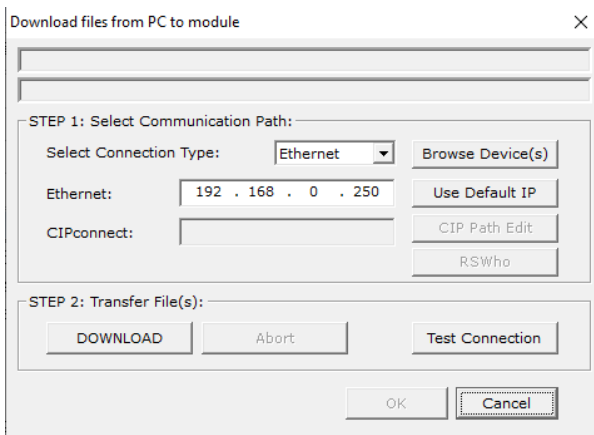 Download files from PC to module
STEP 1: Select Communication Path:
Select Connection Type: Ethernet Browse Device(s)
Ethernet: 192 . 168 . 0 . 250 Use Default IP
CIPconnect: CIP Path Edit
RSWho
STEP 2: Transfer File(s):
DOWNLOAD Abort Test Connection
OK Cancel